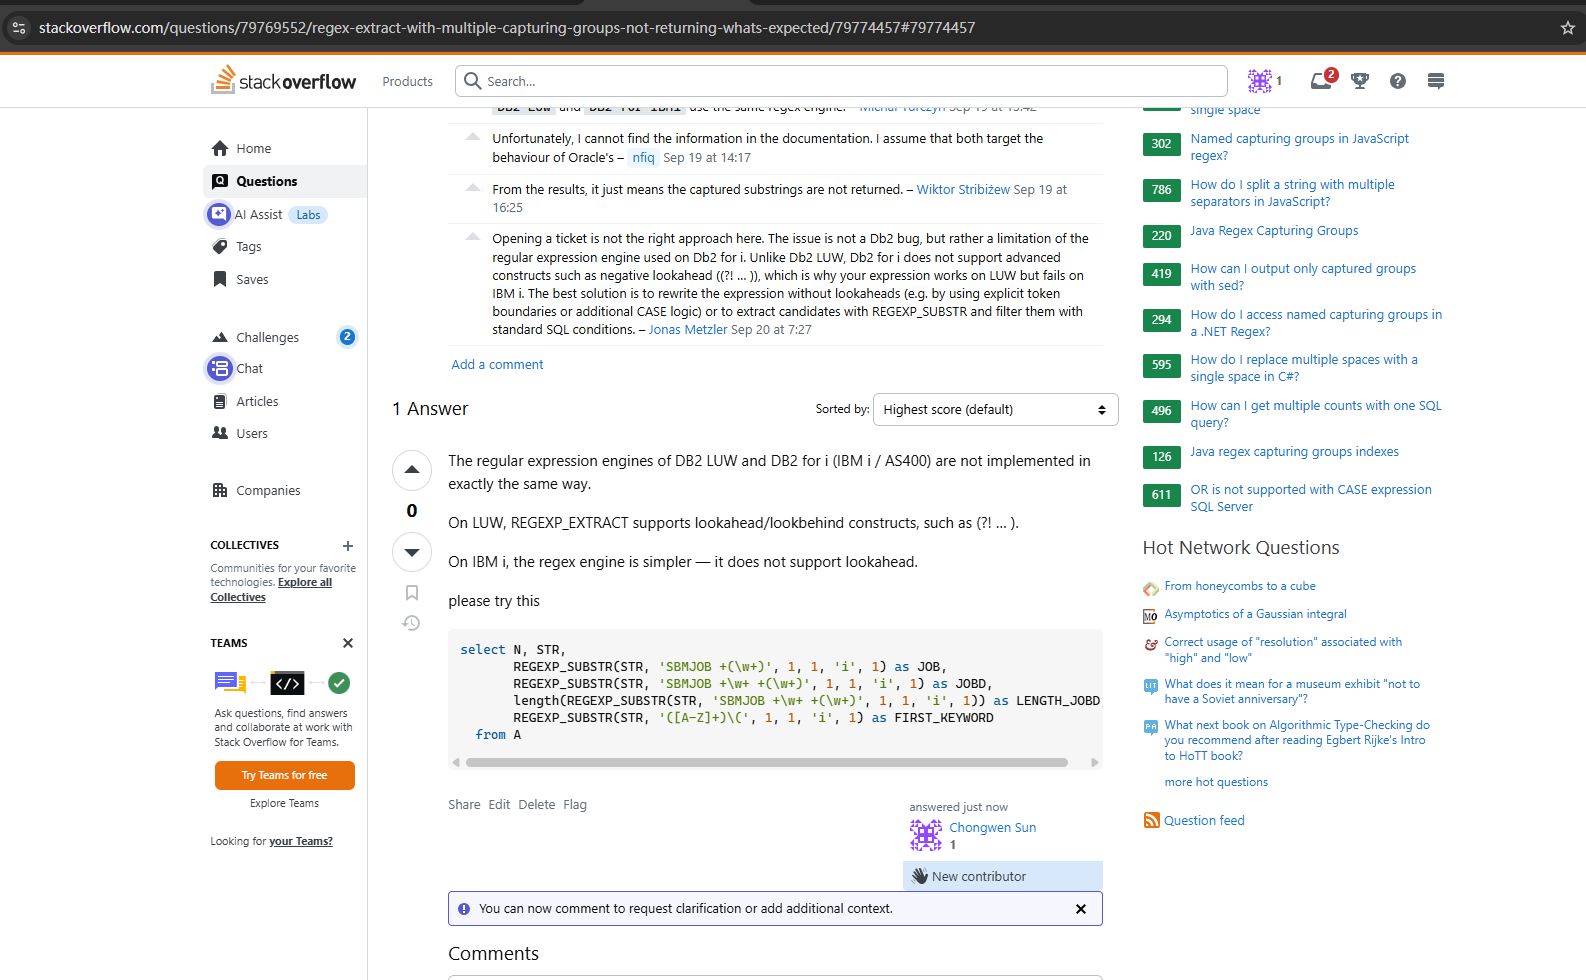 stackoverflow.com/questions/79769552/regex-extract-with-multiple-capturing-groups-not-returning-whats-expected/79774457#79774457
stackoverflow
Products
Search...
1
2
DB2 LUW and DB2 for IBMi use the same regex engine. – Michał Turczyn Sep 19 at 13:42
Unfortunately, I cannot find the information in the documentation. I assume that both target the
behaviour of Oracle's – nfiq Sep 19 at 14:17
From the results, it just means the captured substrings are not returned. – Wiktor Stribiżew Sep 19 at
16:25
Opening a ticket is not the right approach here. The issue is not a Db2 bug, but rather a limitation of the
regular expression engine used on Db2 for i. Unlike Db2 LUW, Db2 for i does not support advanced
constructs such as negative lookahead ((?! … )), which is why your expression works on LUW but fails on
IBM i. The best solution is to rewrite the expression without lookaheads (e.g. by using explicit token
boundaries or additional CASE logic) or to extract candidates with REGEXP_SUBSTR and filter them with
standard SQL conditions. – Jonas Metzler Sep 20 at 7:27
Add a comment
Home
Questions
AI Assist Labs
Tags
Saves
Challenges 2
Chat
Articles
Users
Companies
COLLECTIVES
Communities for your favorite
technologies. Explore all
Collectives
TEAMS
Ask questions, find answers
and collaborate at work with
Stack Overflow for Teams.
Try Teams for free
Explore Teams
Looking for your Teams?
1 Answer
Sorted by: Highest score (default)
0
The regular expression engines of DB2 LUW and DB2 for i (IBM i / AS400) are not implemented in
exactly the same way.
On LUW, REGEXP_EXTRACT supports lookahead/lookbehind constructs, such as (?! … ).
On IBM i, the regex engine is simpler — it does not support lookahead.
please try this
select N, STR,
REGEXP_SUBSTR(STR, 'SBMJOB +(\w+)', 1, 1, 'i', 1) as JOB,
REGEXP_SUBSTR(STR, 'SBMJOB +\w+ +(\w+)', 1, 1, 'i', 1) as JOBD,
length(REGEXP_SUBSTR(STR, 'SBMJOB +\w+ +(\w+)', 1, 1, 'i', 1)) as LENGTH_JOBD
REGEXP_SUBSTR(STR, '([A-Z]+)\(', 1, 1, 'i', 1) as FIRST_KEYWORD
from A
Share Edit Delete Flag
answered just now
Chongwen Sun
1
New contributor
You can now comment to request clarification or add additional context.
Comments
single space
302 Named capturing groups in JavaScript
regex?
786 How do I split a string with multiple
separators in JavaScript?
220 Java Regex Capturing Groups
419 How can I output only captured groups
with sed?
294 How do I access named capturing groups in
a .NET Regex?
595 How do I replace multiple spaces with a
single space in C#?
496 How can I get multiple counts with one SQL
query?
126 Java regex capturing groups indexes
611 OR is not supported with CASE expression
SQL Server
Hot Network Questions
From honeycombs to a cube
MO Asymptotics of a Gaussian integral
Correct usage of "resolution" associated with
"high" and "low"
LIT What does it mean for a museum exhibit "not to
have a Soviet anniversary"?
PA What next book on Algorithmic Type-Checking do
you recommend after reading Egbert Rijke's Intro
to HoTT book?
more hot questions
Question feed